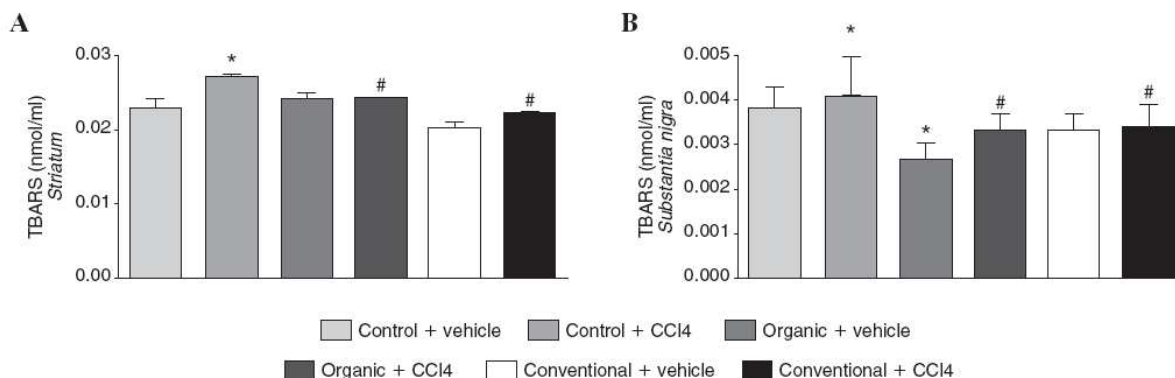 A
B
TBARS (nmol/ml)
Striatum
0.03
0.02
0.01
0.00
*
#
#
TBARS (nmol/ml)
Substantia nigra
0.005
0.004
0.003
0.002
0.001
0.000
*
*
#
#
Control + vehicle
Control + CCl4
Organic + vehicle
Organic + CCl4
Conventional + vehicle
Conventional + CCl4